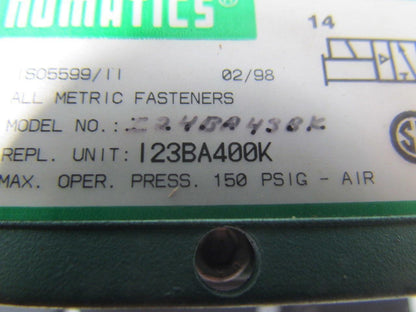 NUMATICS
14
ISO5599/II 02/98
ALL METRIC FASTENERS
MODEL NO.: I24BA438K
REPL. UNIT: I23BA400K
MAX. OPER. PRESS. 150 PSIG - AIR